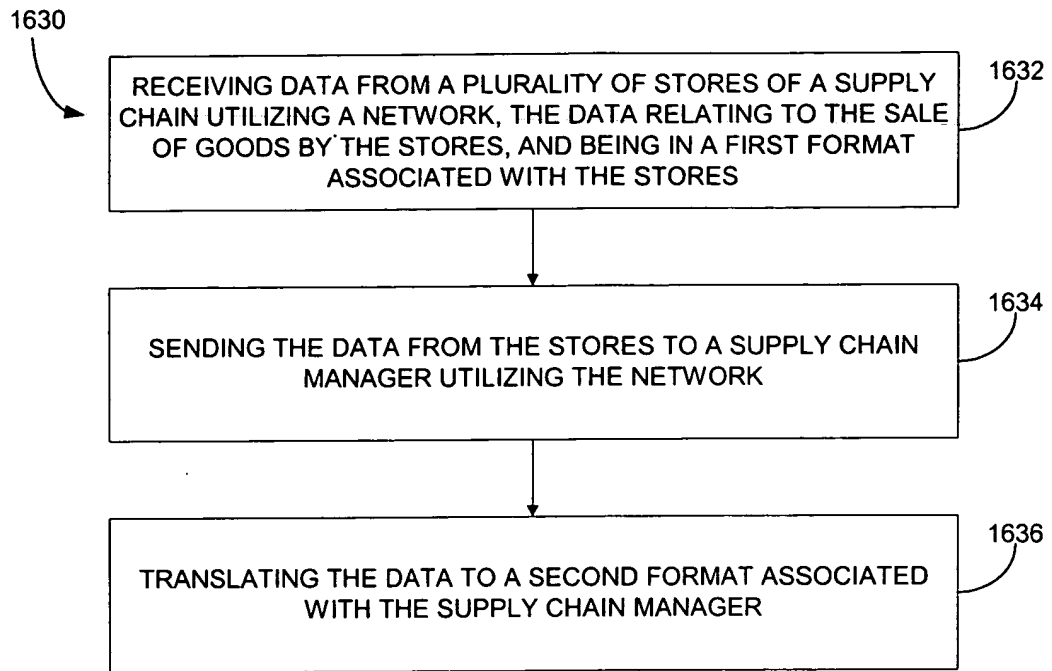 1630
RECEIVING DATA FROM A PLURALITY OF STORES OF A SUPPLY
CHAIN UTILIZING A NETWORK, THE DATA RELATING TO THE SALE
OF GOODS BY THE STORES, AND BEING IN A FIRST FORMAT
ASSOCIATED WITH THE STORES
1632
SENDING THE DATA FROM THE STORES TO A SUPPLY CHAIN
MANAGER UTILIZING THE NETWORK
1634
TRANSLATING THE DATA TO A SECOND FORMAT ASSOCIATED
WITH THE SUPPLY CHAIN MANAGER
1636